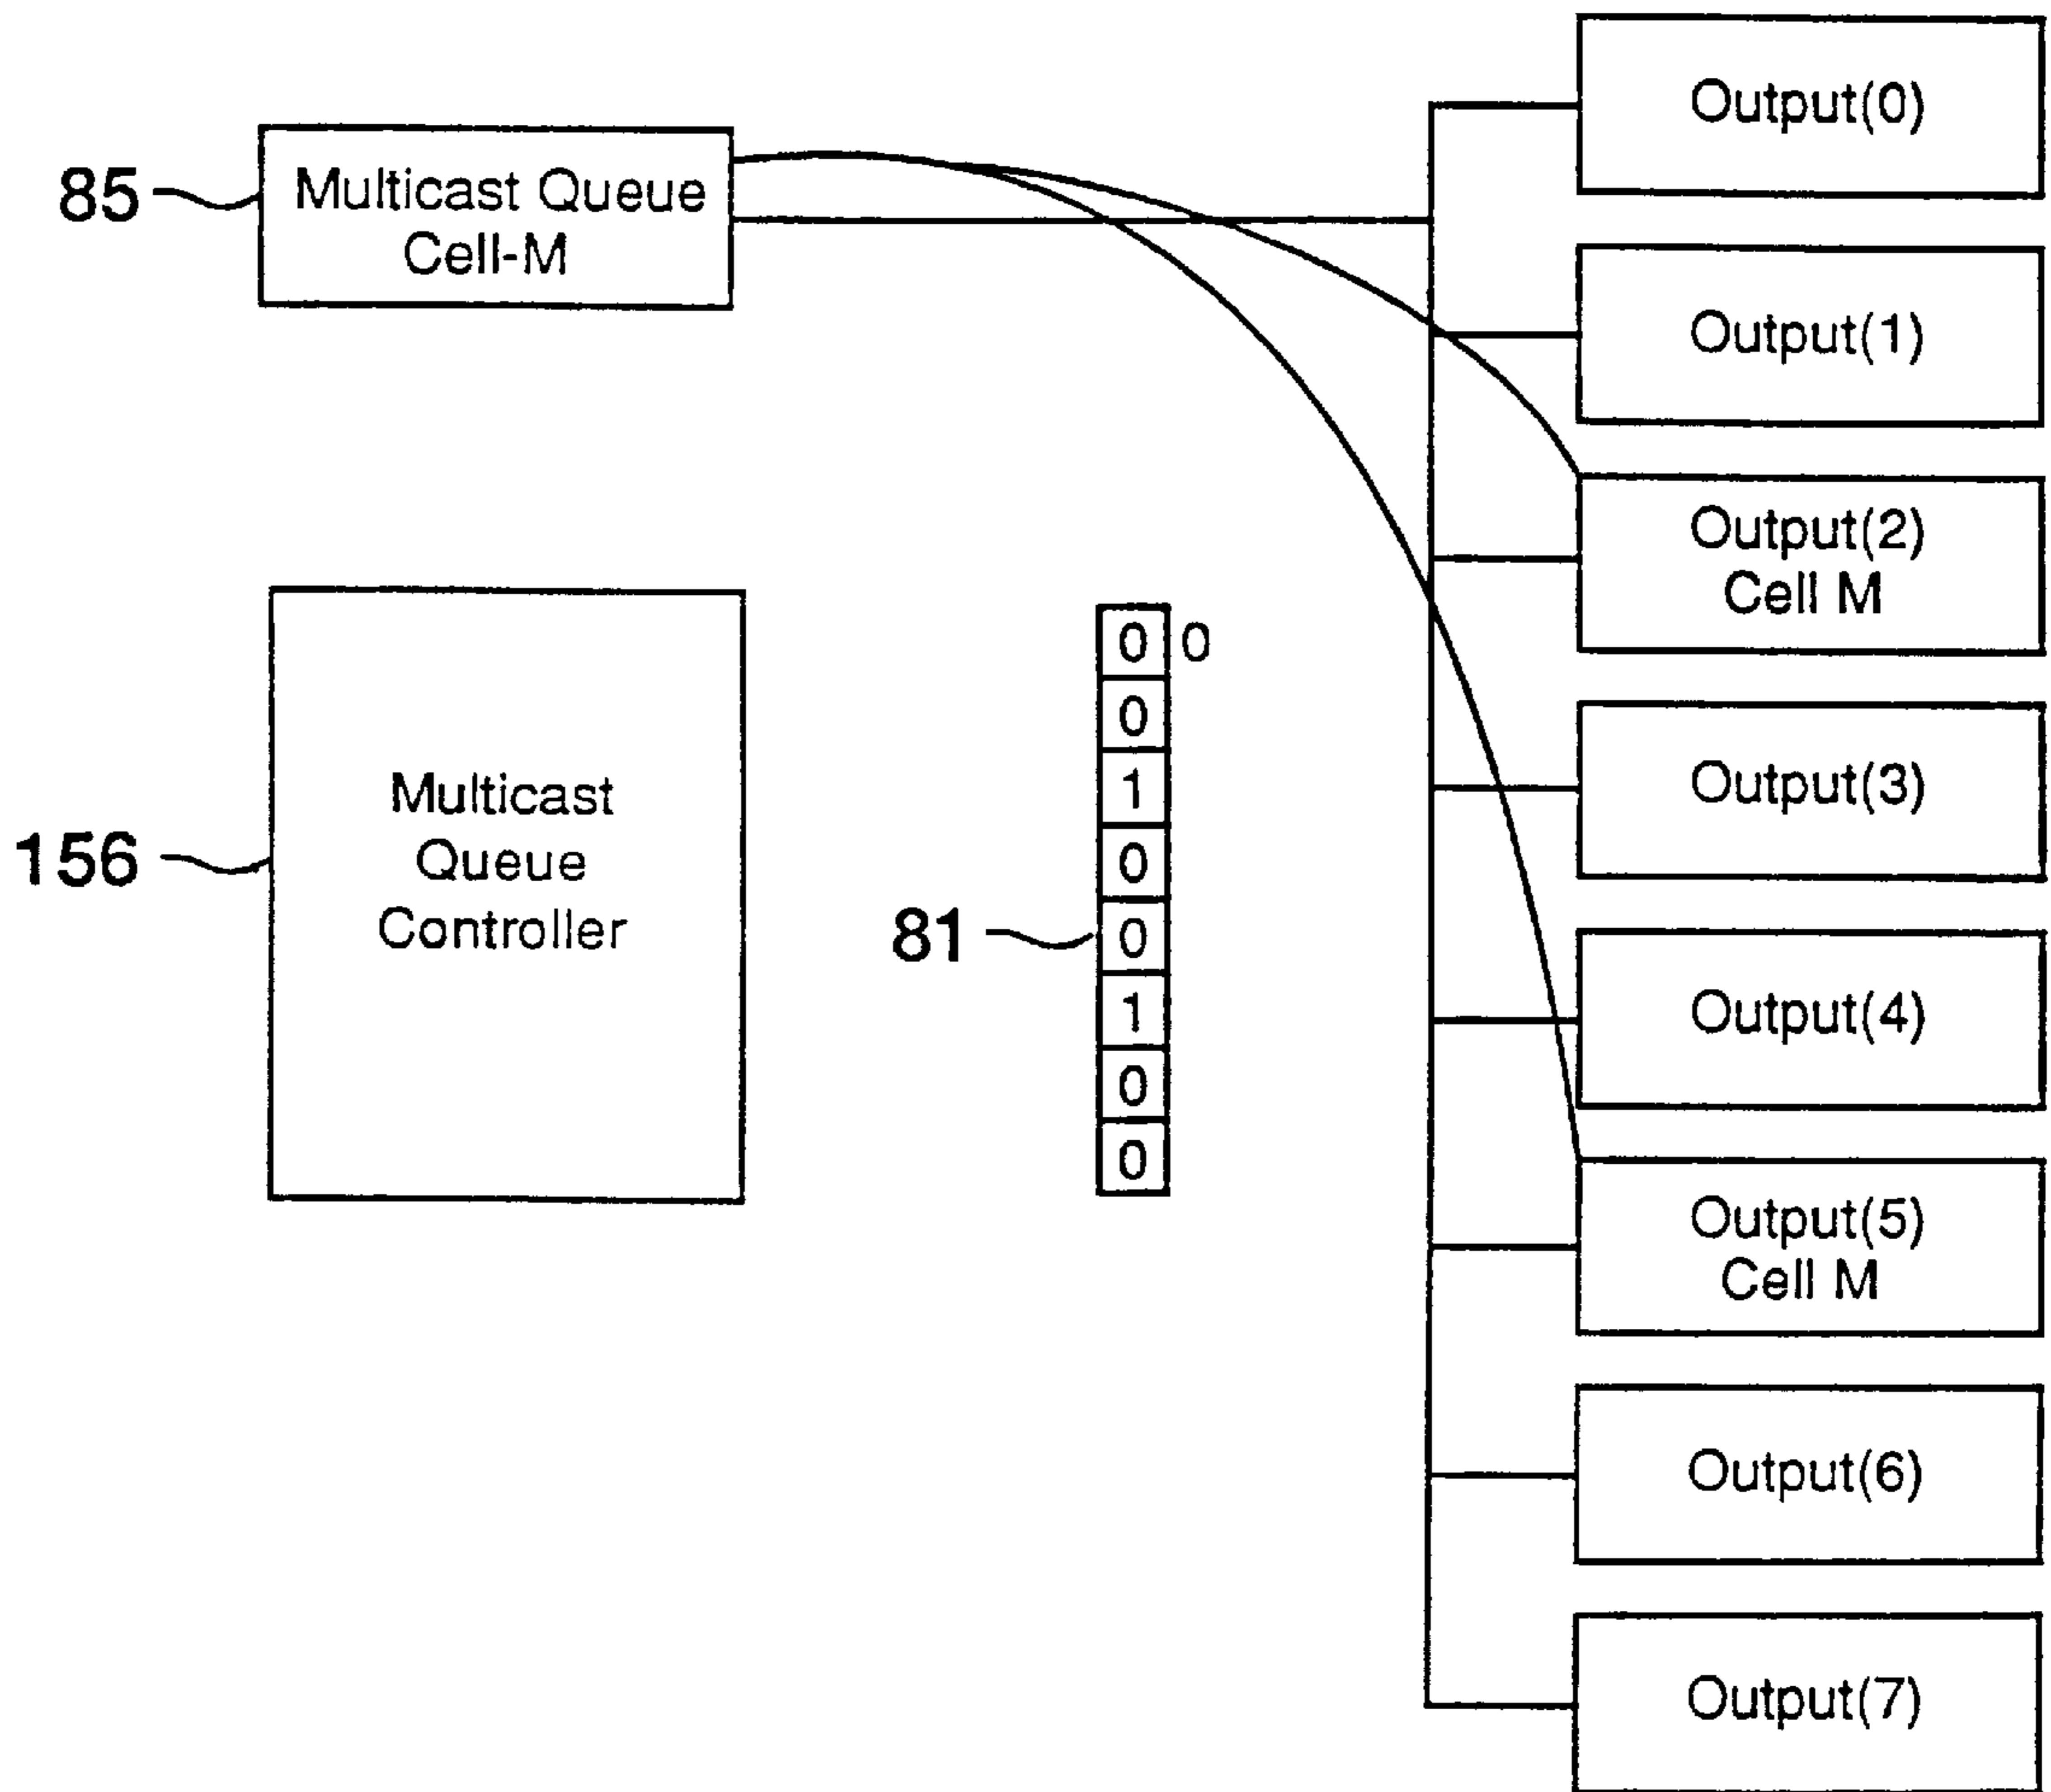 85
Multicast Queue
Cell-M
156
Multicast
Queue
Controller
81
0 0
0
1
0
0
1
0
0
Output(0)
Output(1)
Output(2)
Cell M
Output(3)
Output(4)
Output(5)
Cell M
Output(6)
Output(7)